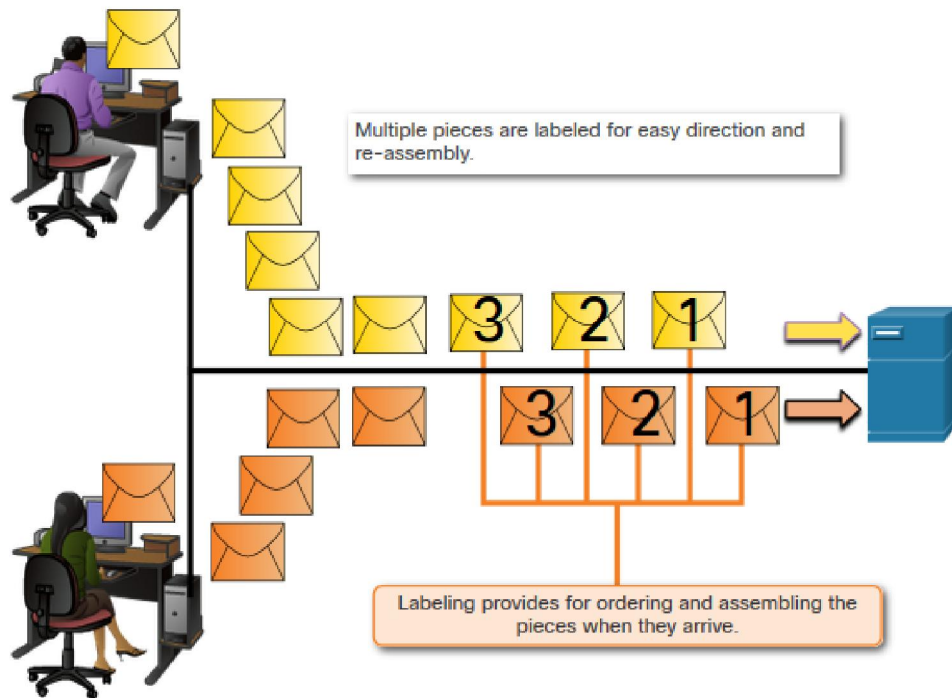 Multiple pieces are labeled for easy direction and
re-assembly.
3 2 1
3 2 1
Labeling provides for ordering and assembling the
pieces when they arrive.